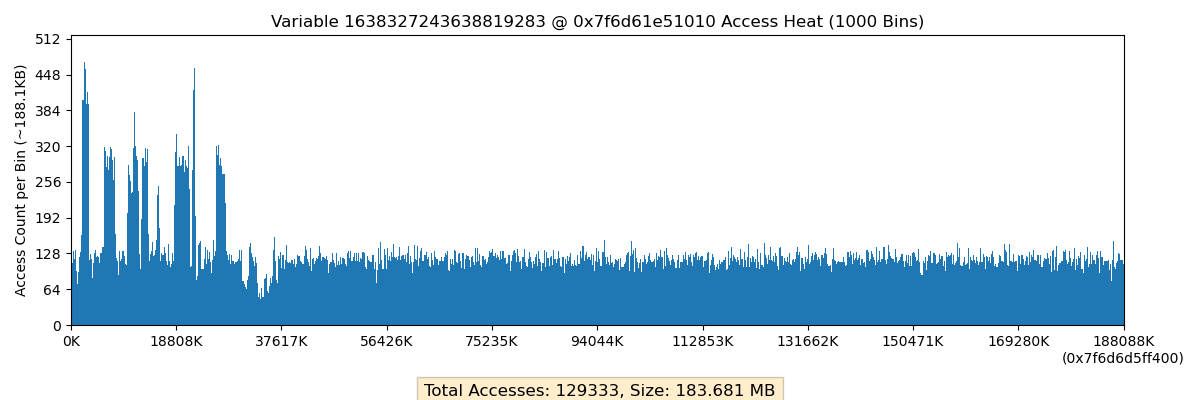 Variable 1638327243638819283 @ 0x7f6d61e51010 Access Heat (1000 Bins)
Access Count per Bin (~188.1KB)
512
448
384
320
256
192
128
64
0
0K 18808K 37617K 56426K 75235K 94044K 112853K 131662K 150471K 169280K 188088K
(0x7f6d6d5ff400)
Total Accesses: 129333, Size: 183.681 MB